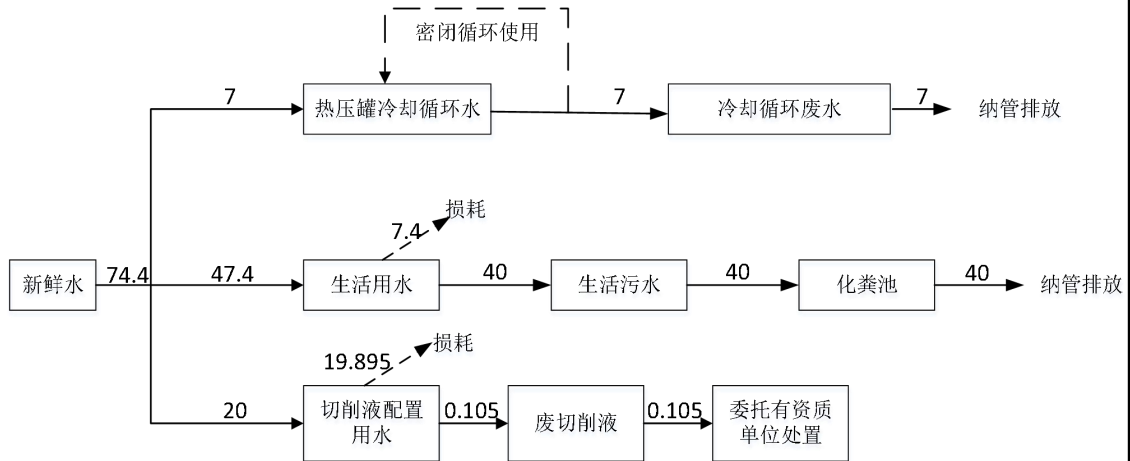 密闭循环使用
7
热压罐冷却循环水
7
冷却循环废水
7
纳管排放
损耗
7.4
新鲜水
74.4
47.4
生活用水
40
生活污水
40
化粪池
40
纳管排放
损耗
19.895
20
切削液配置
用水
0.105
废切削液
0.105
委托有资质
单位处置